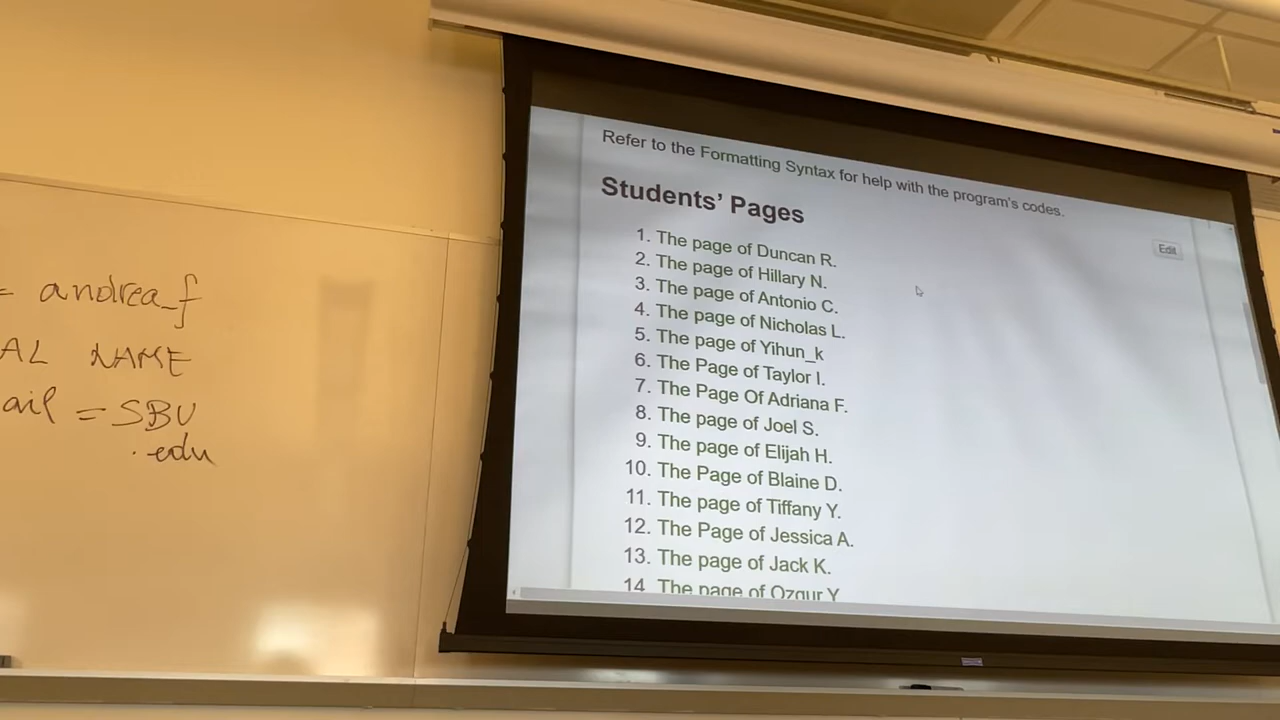 = andrea_f
AL NAME
ail = SBU
.edu
Refer to the Formatting Syntax for help with the program's codes.
Students' Pages
Edit
1. The page of Duncan R.
2. The page of Hillary N.
3. The page of Antonio C.
4. The page of Nicholas L.
5. The page of Yihun_k
6. The Page of Taylor I.
7. The Page Of Adriana F.
8. The page of Joel S.
9. The page of Elijah H.
10. The Page of Blaine D.
11. The page of Tiffany Y.
12. The Page of Jessica A.
13. The page of Jack K.
14 The page of Ozgur Y